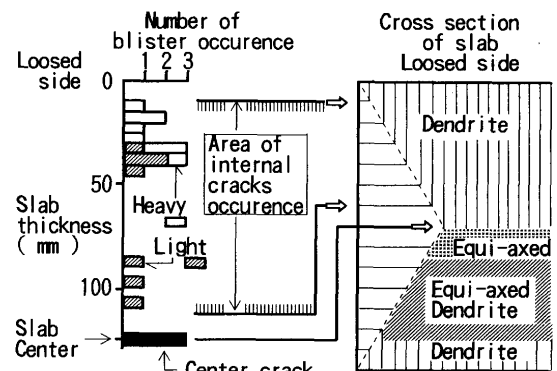 Number of
blister occurence
1 2 3
Loosed
side
0
Area of
internal
cracks
occurence
50
Heavy
Slab
thickness
( mm )
Light
100
Slab
Center
Center crack
Cross section
of slab
Loosed side
Dendrite
Equi-axed
Equi-axed
Dendrite
Dendrite